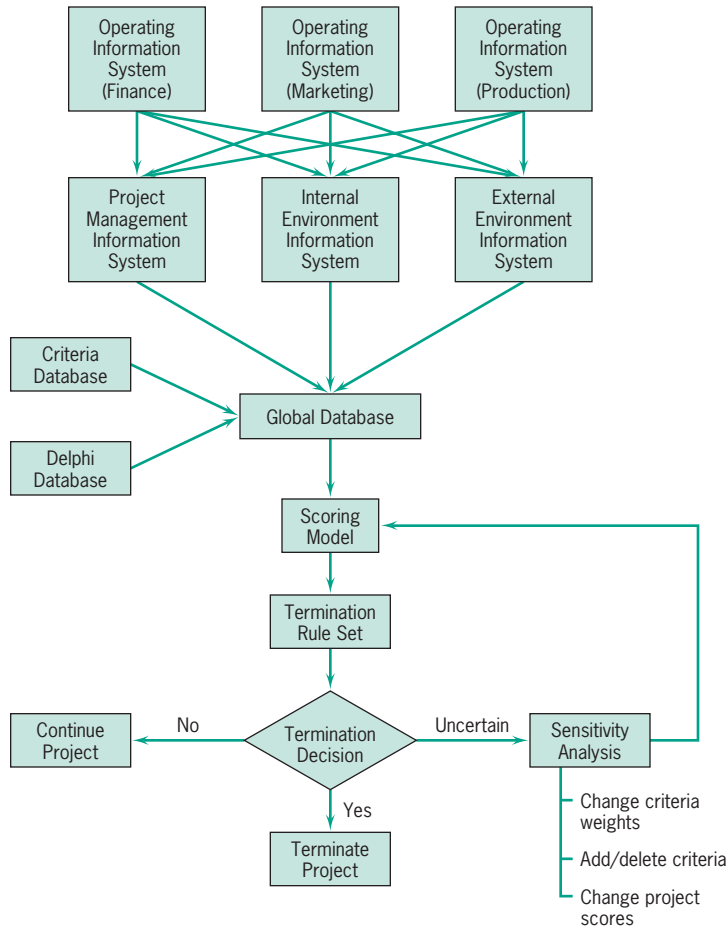 Operating
Information
System
(Finance)
Operating
Information
System
(Marketing)
Operating
Information
System
(Production)
Project
Management
Information
System
Internal
Environment
Information
System
External
Environment
Information
System
Criteria
Database
Global Database
Delphi
Database
Scoring
Model
Termination
Rule Set
Continue
Project
No
Termination
Decision
Uncertain
Sensitivity
Analysis
Yes
Terminate
Project
Change criteria
weights
Add/delete criteria
Change project
scores